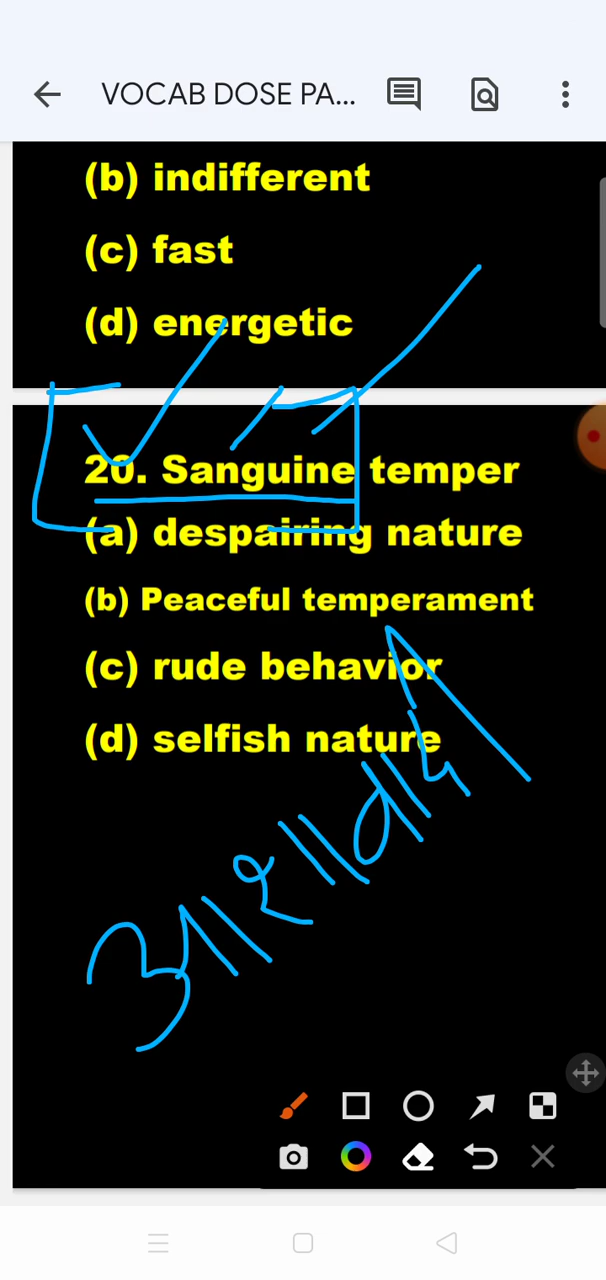 VOCAB DOSE PA...
(b) indifferent
(c) fast
(d) energetic
20. Sanguine temper
(a) despairing nature
(b) Peaceful temperament
(c) rude behavior
(d) selfish nature
आशावादी